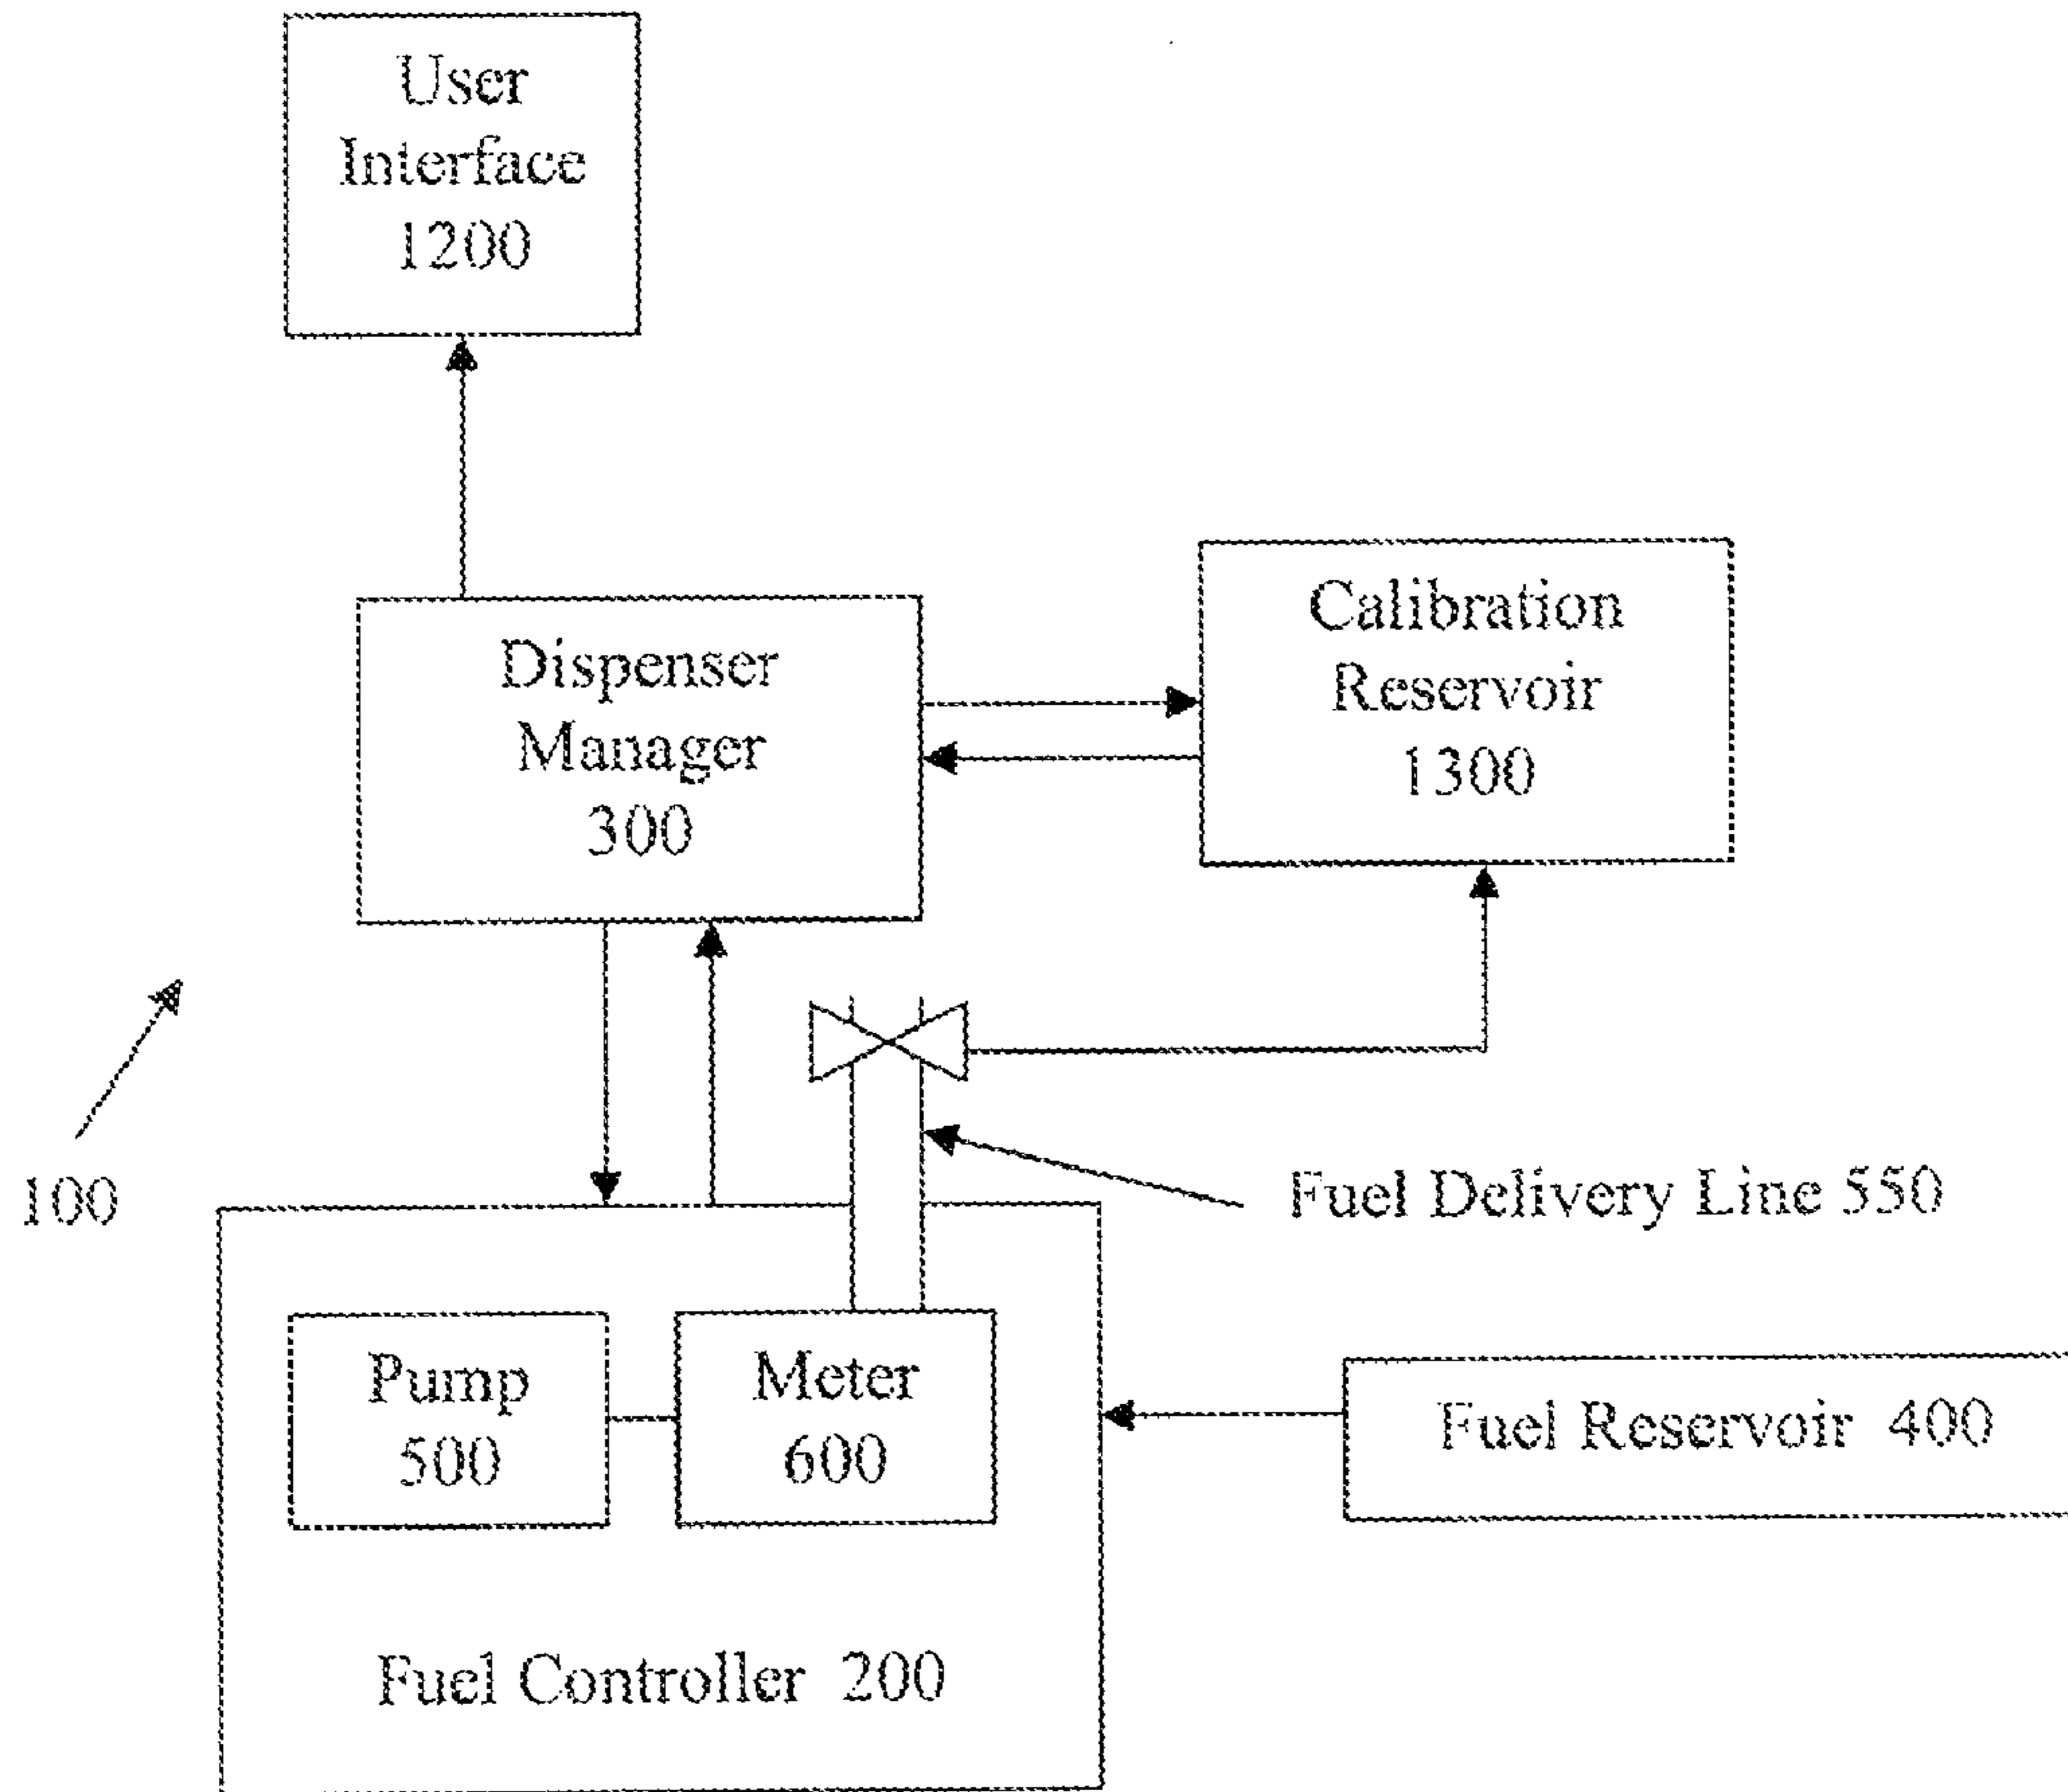 User
Interface
1200
Dispenser
Manager
300
Calibration
Reservoir
1300
100
Fuel Delivery Line 550
Pump
500
Meter
600
Fuel Reservoir 400
Fuel Controller 200